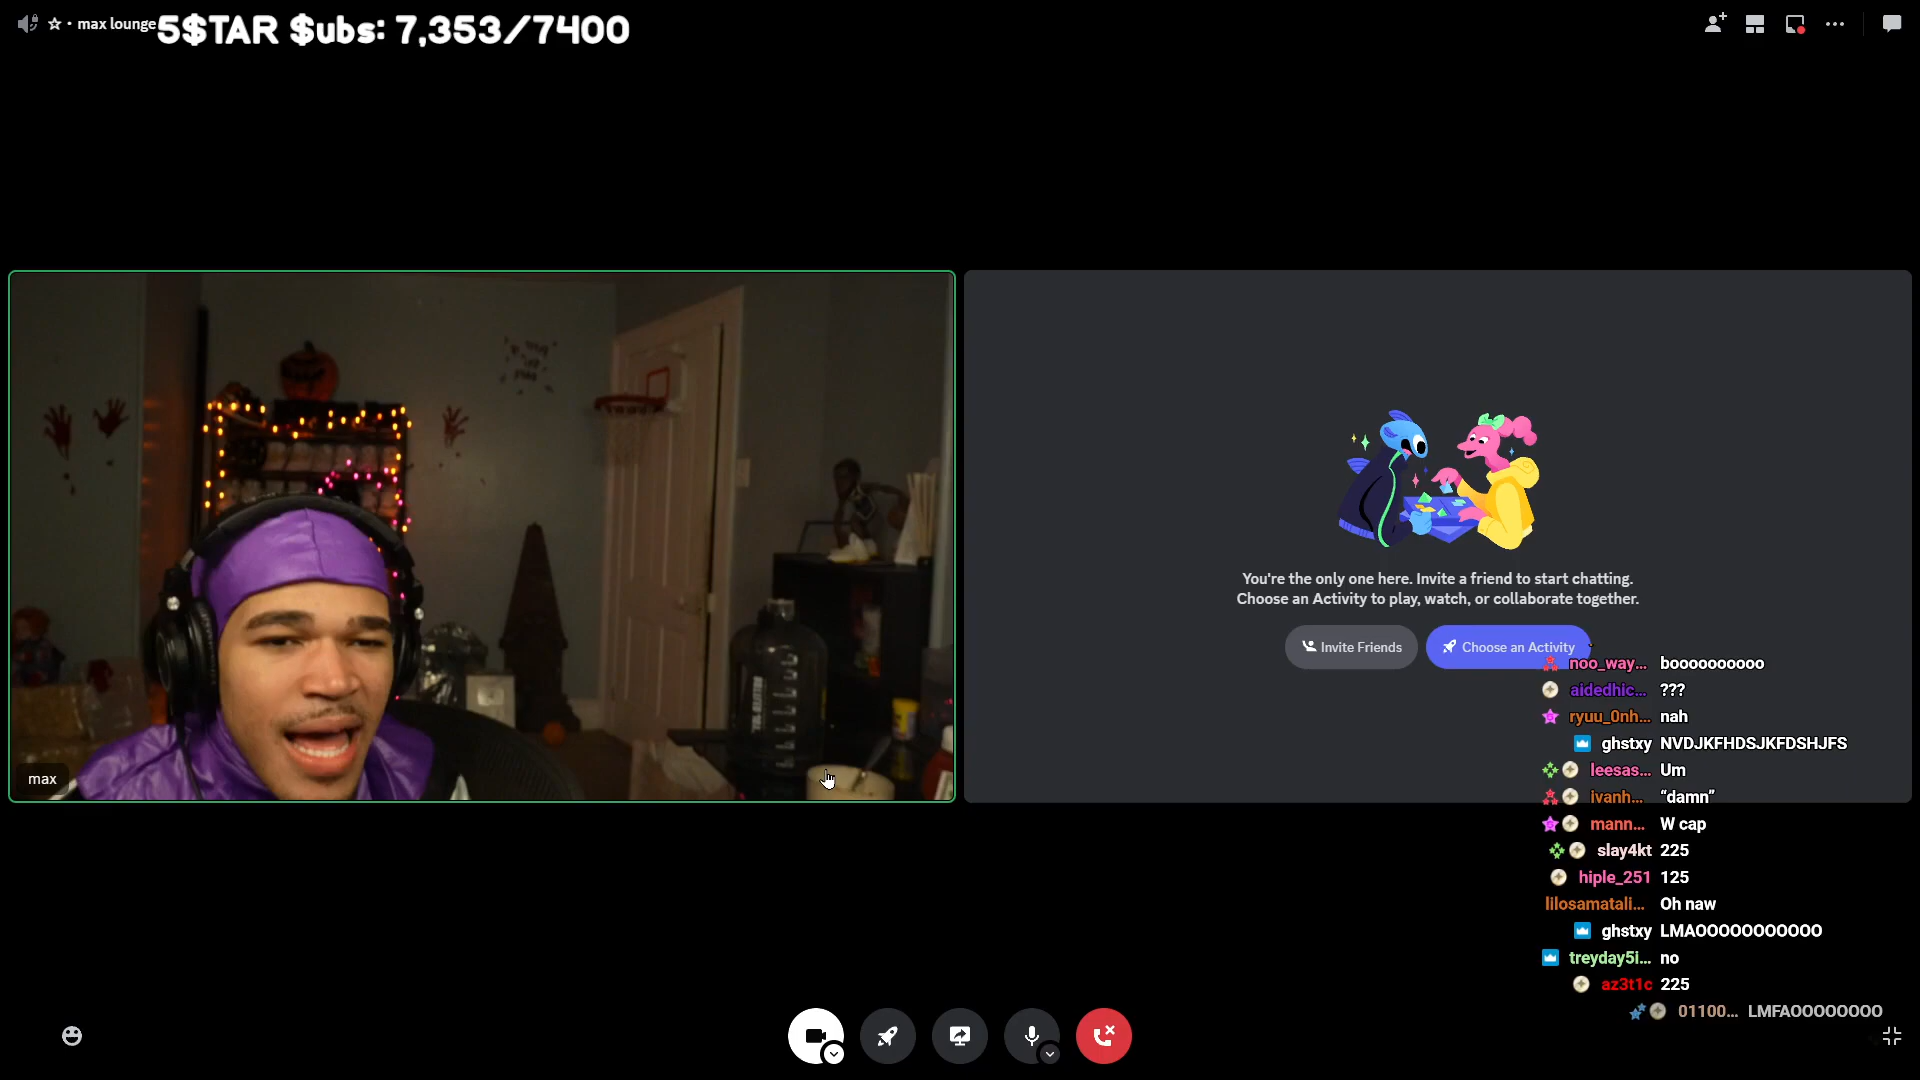 ☆ · max lounge
5$TAR $ubs: 7,353/7400
max
You're the only one here. Invite a friend to start chatting.
Choose an Activity to play, watch, or collaborate together.
Invite Friends
Choose an Activity
noo_way... boooooooooo
aidedhic... ???
ryuu_0nh... nah
ghstxy NVDJKFHDSJKFDSHJFS
leesas... Um
ivanh... “damn”
mann... W cap
slay4kt 225
hiple_251 125
lilosamatali... Oh naw
ghstxy LMAOOOOOOOOOOO
treyday5i... no
az3t1c 225
01100... LMFAOOOOOOOO